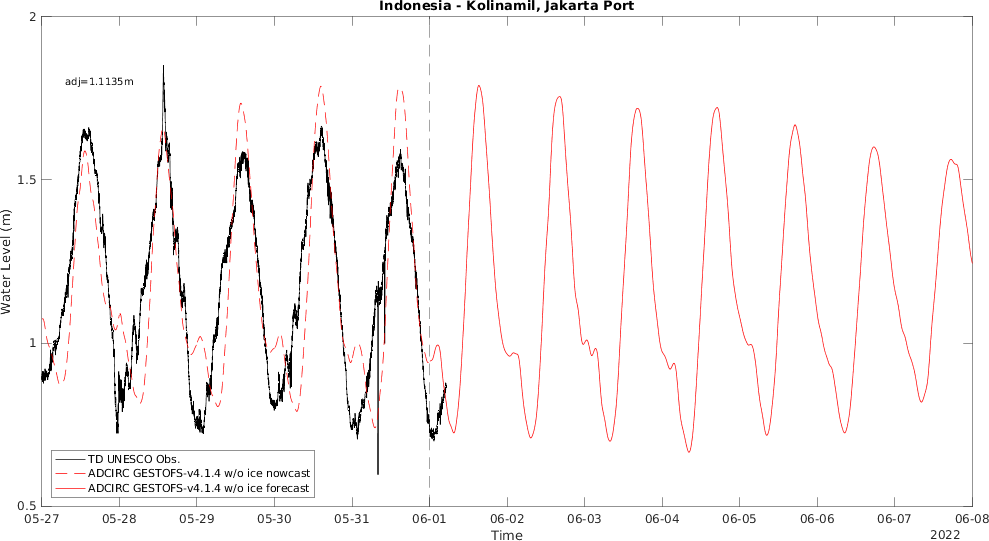 Indonesia - Kolinamil, Jakarta Port
2
adj=1.1135m
1.5
Water Level (m)
1
TD UNESCO Obs.
ADCIRC GESTOFS-v4.1.4 w/o ice nowcast
ADCIRC GESTOFS-v4.1.4 w/o ice forecast
0.5
05-27 05-28 05-29 05-30 05-31 06-01 06-02 06-03 06-04 06-05 06-06 06-07 06-08
Time
2022